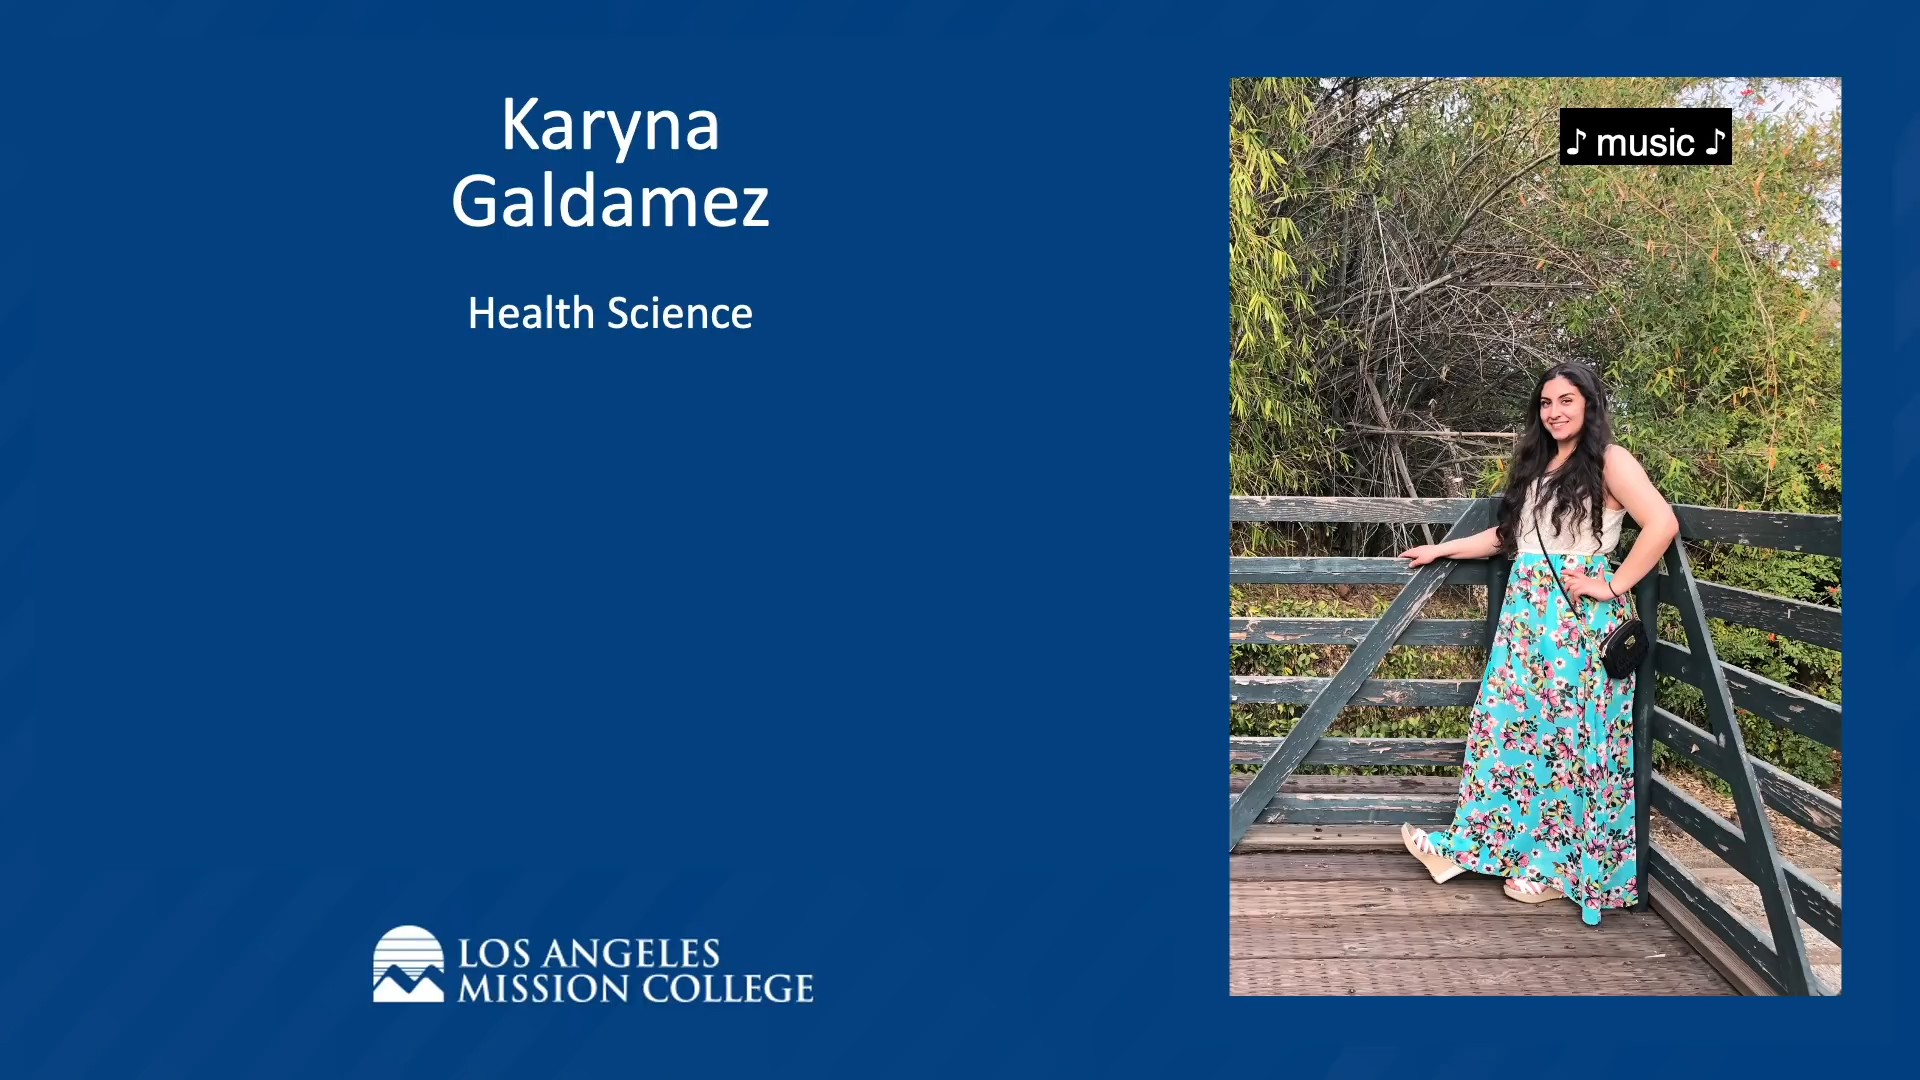 Karyna
Galdamez
Health Science
♪ music ♪
LOS ANGELES
MISSION COLLEGE